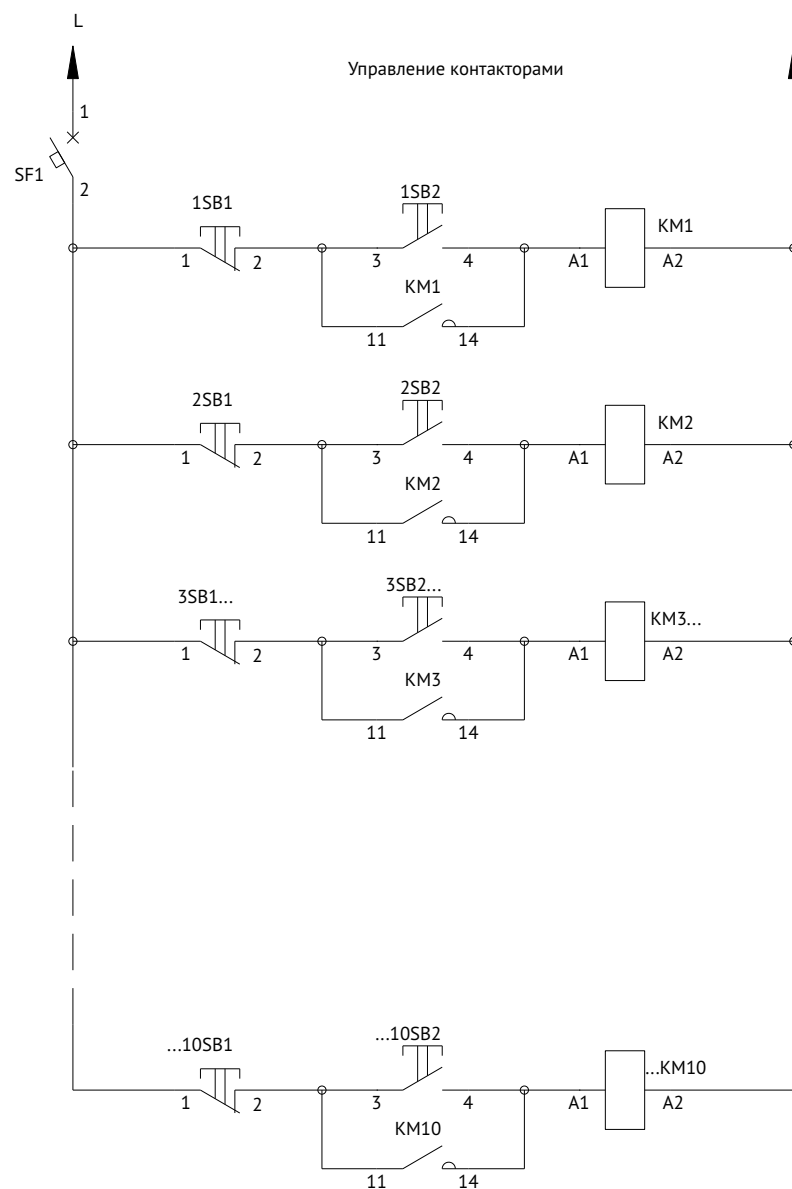 L
Управление контакторами
1
SF1
2
1SB1
1SB2
KM1
1 2 3 4 A1 A2
KM1
11 14
2SB1
2SB2
KM2
1 2 3 4 A1 A2
KM2
11 14
3SB1...
3SB2...
KM3...
1 2 3 4 A1 A2
KM3
11 14
...10SB1
...10SB2
...KM10
1 2 3 4 A1 A2
KM10
11 14